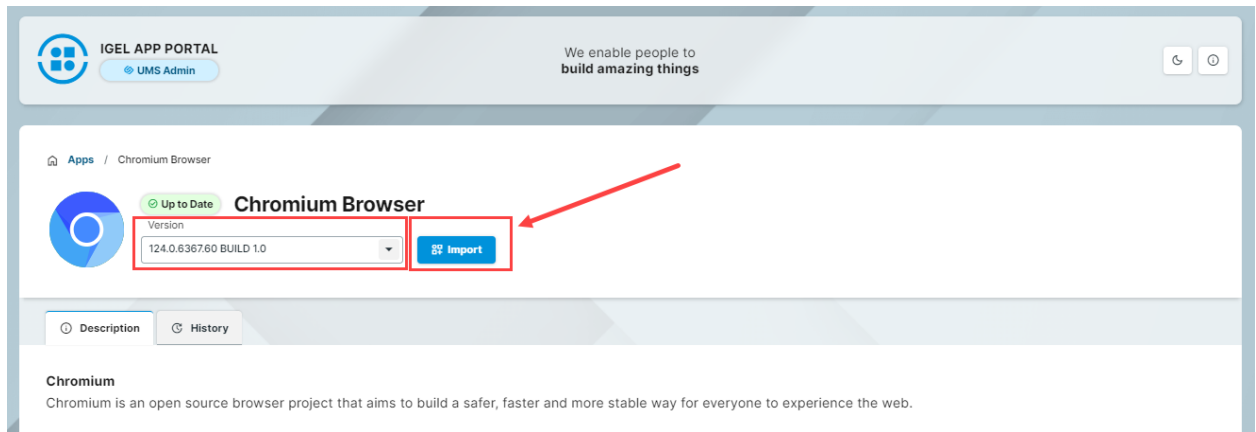 IGEL APP PORTAL
UMS Admin
We enable people to
build amazing things
Apps / Chromium Browser
Up to Date
Chromium Browser
Version
124.0.6367.60 BUILD 1.0
Import
Description
History
Chromium
Chromium is an open source browser project that aims to build a safer, faster and more stable way for everyone to experience the web.